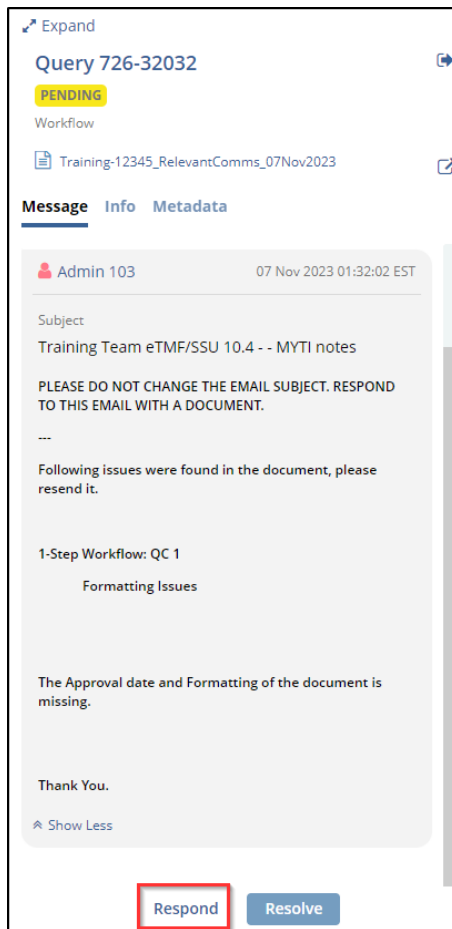 Expand
Query 726-32032
PENDING
Workflow
Training-12345_RelevantComms_07Nov2023
Message Info Metadata
Admin 103 07 Nov 2023 01:32:02 EST
Subject
Training Team eTMF/SSU 10.4 - - MYTI notes
PLEASE DO NOT CHANGE THE EMAIL SUBJECT. RESPOND
TO THIS EMAIL WITH A DOCUMENT.
---
Following issues were found in the document, please
resend it.
1-Step Workflow: QC 1
Formatting Issues
The Approval date and Formatting of the document is
missing.
Thank You.
Show Less
Respond Resolve